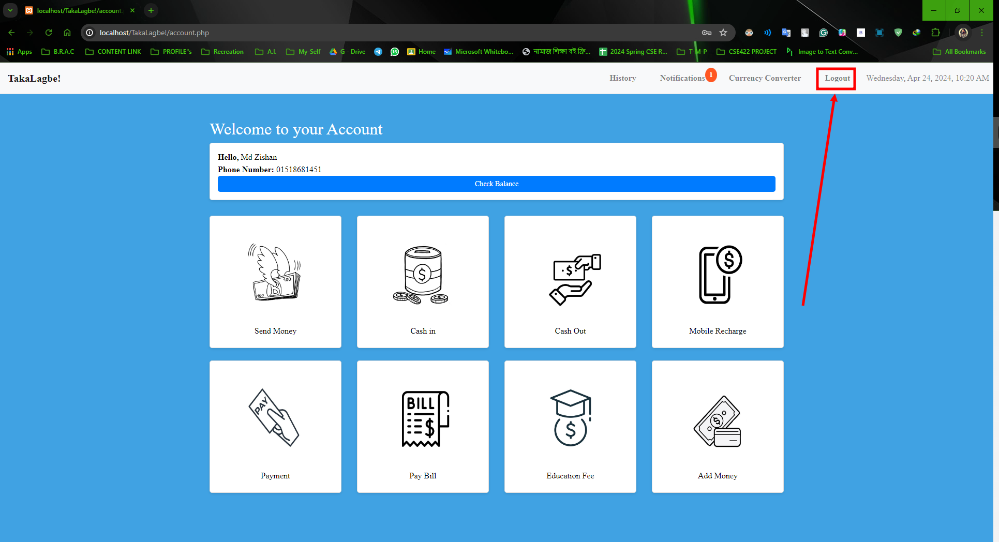 localhost/TakaLagbe!/account.
localhost/TakaLagbe!/account.php
Apps B.R.A.C CONTENT LINK PROFILE"s Recreation A.I. My-Self G - Drive 15 Home Microsoft Whitebo... নামাজ শিক্ষা বই ফ্রি... 2024 Spring CSE R... T-M-P CSE422 PROJECT Image to Text Conv... All Bookmarks
TakaLagbe! History Notifications 1 Currency Converter Logout Wednesday, Apr 24, 2024, 10:20 AM
Welcome to your Account
Hello, Md Zishan
Phone Number: 01518681451
Check Balance
100 B 100
$
$
$
Send Money Cash in Cash Out Mobile Recharge
PAY
BILL
$
$
$
Payment Pay Bill Education Fee Add Money